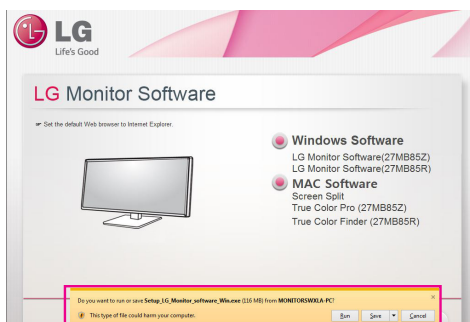 LG
Life's Good
LG Monitor Software
☞ Set the default Web browser to Internet Explorer.
Windows Software
LG Monitor Software(27MB85Z)
LG Monitor Software(27MB85R)
MAC Software
Screen Split
True Color Pro (27MB85Z)
True Color Finder (27MB85R)
Do you want to run or save Setup_LG_Monitor_software_Win.exe (116 MB) from MONITORSWXLA-PC?
This type of file could harm your computer.
Run Save Cancel